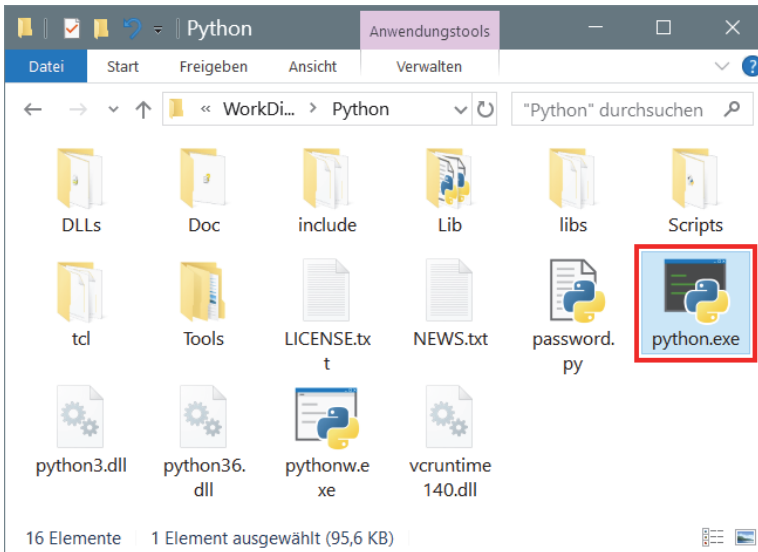 Python
Anwendungstools
Datei Start Freigeben Ansicht Verwalten ?
« WorkDi... > Python "Python" durchsuchen
DLLs Doc include Lib libs Scripts
tcl Tools LICENSE.tx NEWS.txt password. python.exe
t py
python3.dll python36. pythonw.e vcruntime
dll xe 140.dll
16 Elemente 1 Element ausgewählt (95,6 KB)